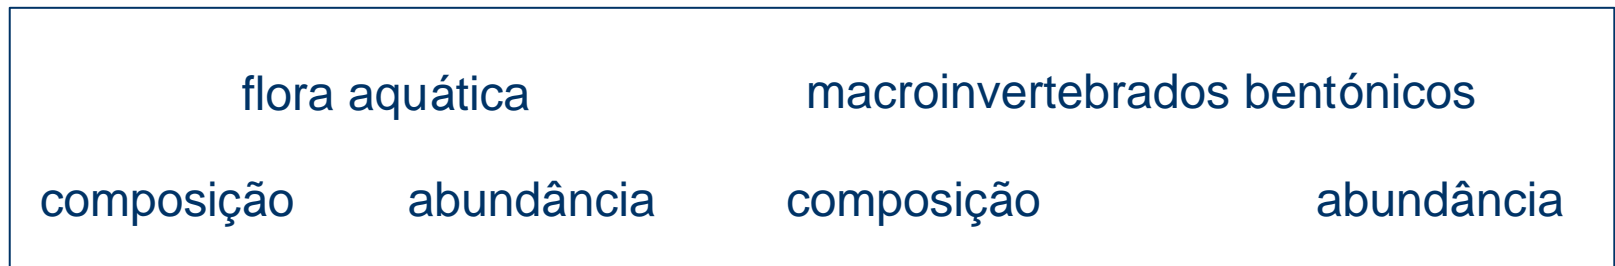 flora aquática macroinvertebrados bentónicos
composição abundância composição abundância